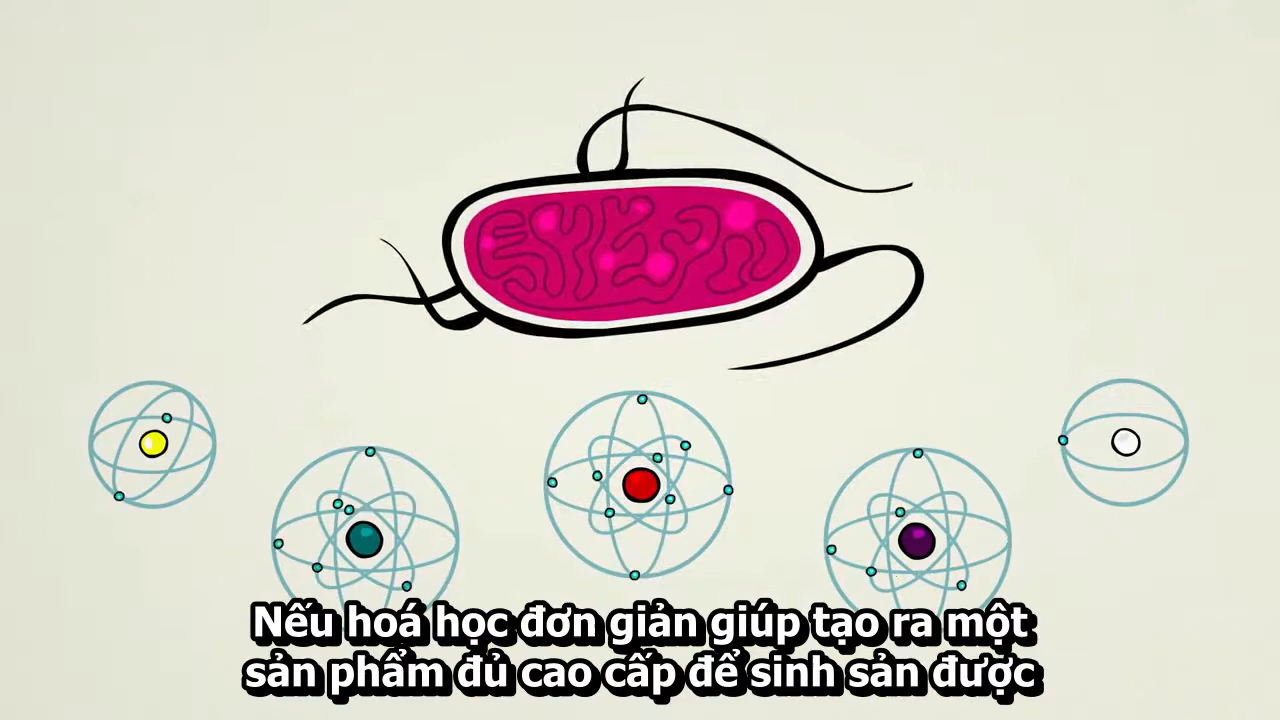 Nếu hoá học đơn giản giúp tạo ra một
sản phẩm đủ cao cấp để sinh sản được